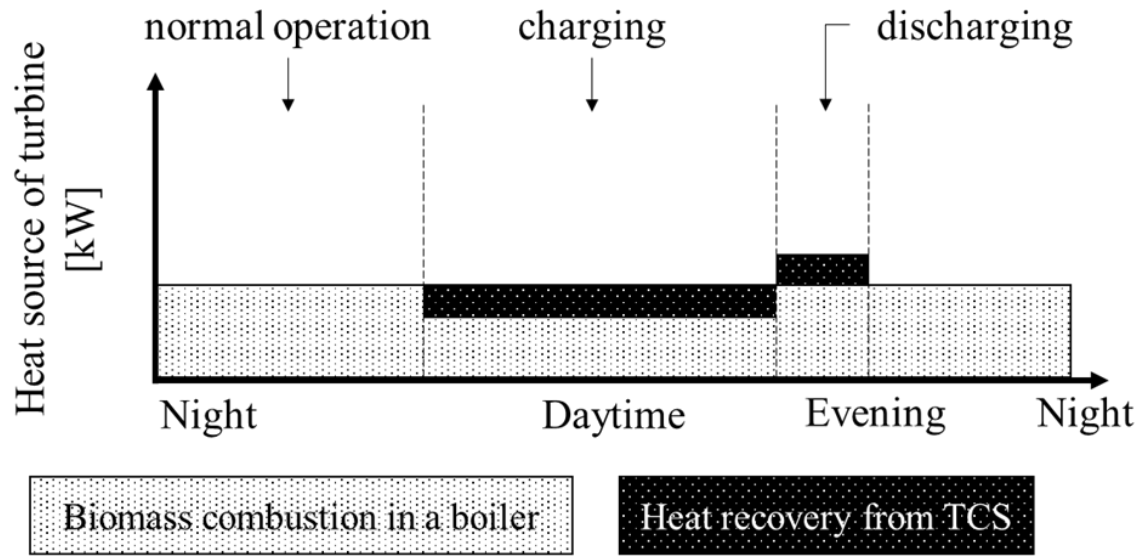 normal operation
charging
discharging
Heat source of turbine
[kW]
Night
Daytime
Evening
Night
Biomass combustion in a boiler
Heat recovery from TCS